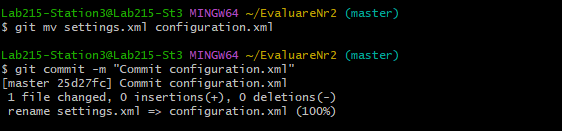 Lab215-Station3@Lab215-St3 MINGW64 ~/EvaluareNr2 (master)
$ git mv settings.xml configuration.xml
Lab215-Station3@Lab215-St3 MINGW64 ~/EvaluareNr2 (master)
$ git commit -m "Commit configuration.xml"
[master 25d27fc] Commit configuration.xml
 1 file changed, 0 insertions(+), 0 deletions(-)
 rename settings.xml => configuration.xml (100%)